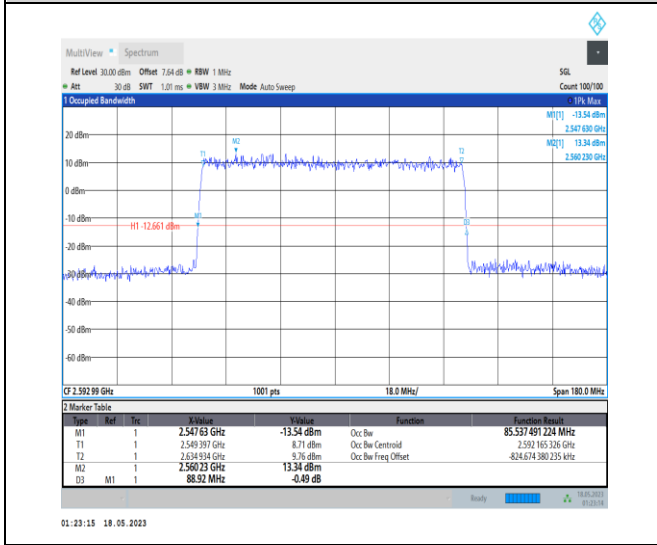 MultiView Spectrum
Ref Level 30.00 dBm Offset 7.64 dB RBW 1 MHz SGL
Att 30 dB SWT 1.01 ms VBW 3 MHz Mode Auto Sweep Count 100/100
1 Occupied Bandwidth 1Pk Max
M1[1] -13.54 dBm
2.547 630 GHz
M2[1] 13.34 dBm
2.560 230 GHz
20 dBm
M2
T1
T2
10 dBm
0 dBm
-10 dBm
M1
D3
H1 -12.661 dBm
-30 dBm
-40 dBm
-50 dBm
-60 dBm
CF 2.592 99 GHz 1001 pts 18.0 MHz/ Span 180.0 MHz
2 Marker Table
Type Ref Trc X-Value Y-Value Function Function Result
M1 1 2.547 63 GHz -13.54 dBm Occ Bw 85.537 491 224 MHz
T1 1 2.549 397 GHz 8.71 dBm Occ Bw Centroid 2.592 165 326 GHz
T2 1 2.634 934 GHz 9.76 dBm Occ Bw Freq Offset -824.674 380 235 kHz
M2 1 2.560 23 GHz 13.34 dBm
D3 M1 1 88.92 MHz -0.49 dB
Ready 18.05.2023
01:23:16
01:23:15 18.05.2023